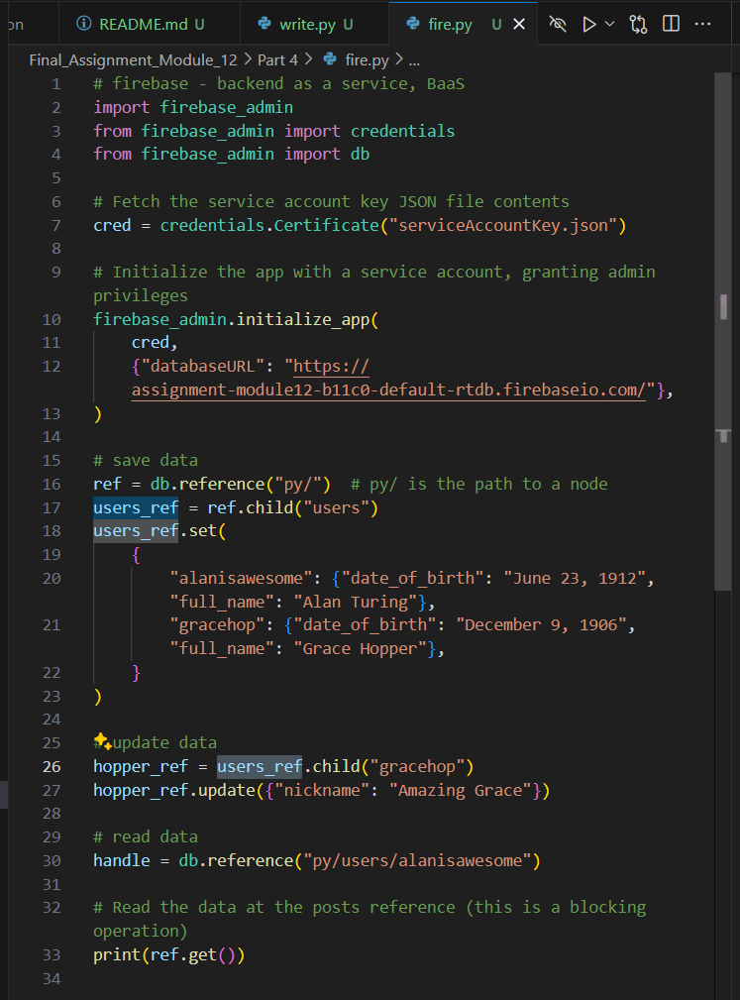 on README.md U write.py U fire.py U
Final_Assignment_Module_12 > Part 4 > fire.py > ...
1 # firebase - backend as a service, BaaS
2 import firebase_admin
3 from firebase_admin import credentials
4 from firebase_admin import db
5
6 # Fetch the service account key JSON file contents
7 cred = credentials.Certificate("serviceAccountKey.json")
8
9 # Initialize the app with a service account, granting admin
privileges
10 firebase_admin.initialize_app(
11     cred,
12     {"databaseURL": "https://
assignment-module12-b11c0-default-rtdb.firebaseio.com/"},
13 )
14
15 # save data
16 ref = db.reference("py/")  # py/ is the path to a node
17 users_ref = ref.child("users")
18 users_ref.set(
19     {
20         "alanisawesome": {"date_of_birth": "June 23, 1912",
"full_name": "Alan Turing"},
21         "gracehop": {"date_of_birth": "December 9, 1906",
"full_name": "Grace Hopper"},
22     }
23 )
24
25 # update data
26 hopper_ref = users_ref.child("gracehop")
27 hopper_ref.update({"nickname": "Amazing Grace"})
28
29 # read data
30 handle = db.reference("py/users/alanisawesome")
31
32 # Read the data at the posts reference (this is a blocking
operation)
33 print(ref.get())
34